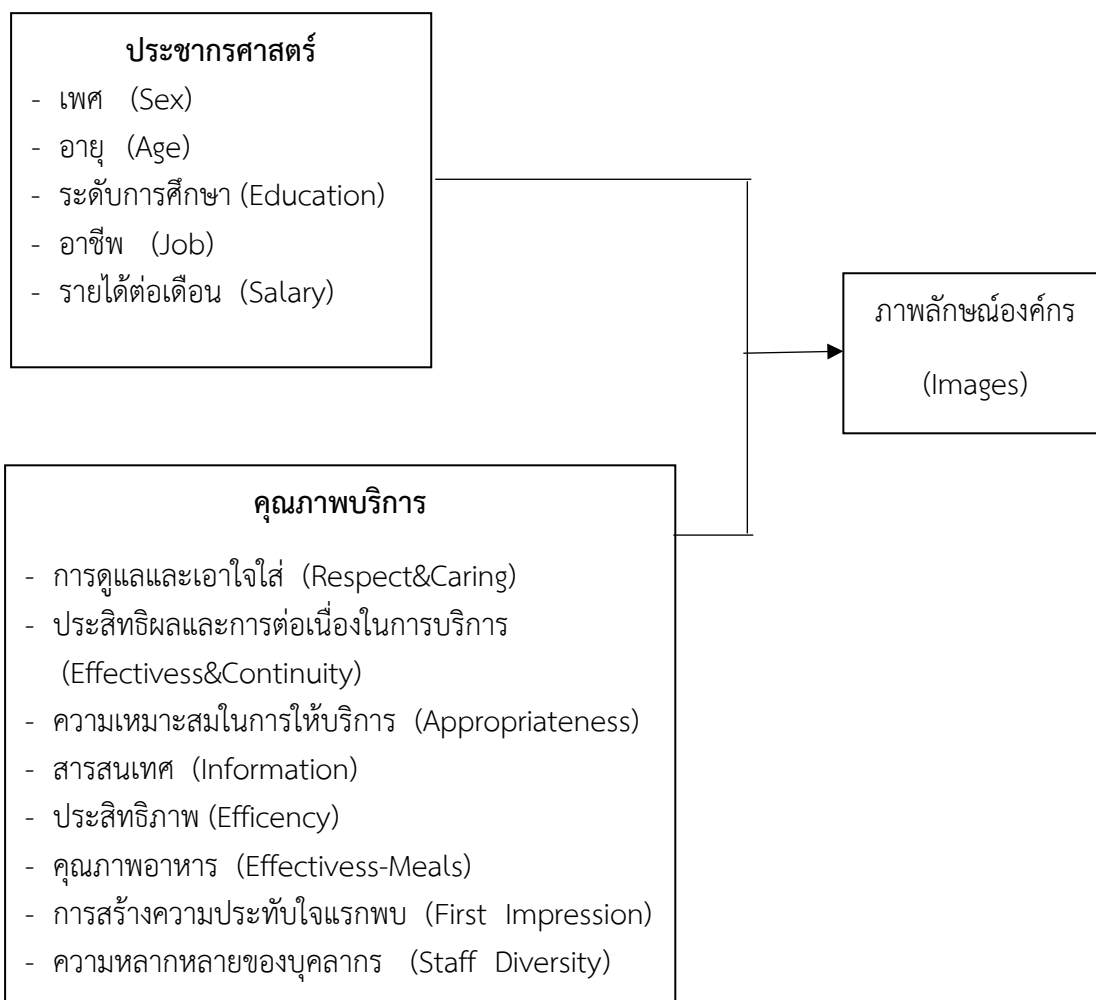 ประชากรศาสตร์
- เพศ (Sex)
- อายุ (Age)
- ระดับการศึกษา (Education)
- อาชีพ (Job)
- รายได้ต่อเดือน (Salary)
ภาพลักษณ์องค์กร
(Images)
คุณภาพบริการ
- การดูแลและเอาใจใส่ (Respect&Caring)
- ประสิทธิผลและการต่อเนื่องในการบริการ
(Effectivess&Continuity)
- ความเหมาะสมในการให้บริการ (Appropriateness)
- สารสนเทศ (Information)
- ประสิทธิภาพ (Efficency)
- คุณภาพอาหาร (Effectivess-Meals)
- การสร้างความประทับใจแรกพบ (First Impression)
- ความหลากหลายของบุคลากร (Staff Diversity)